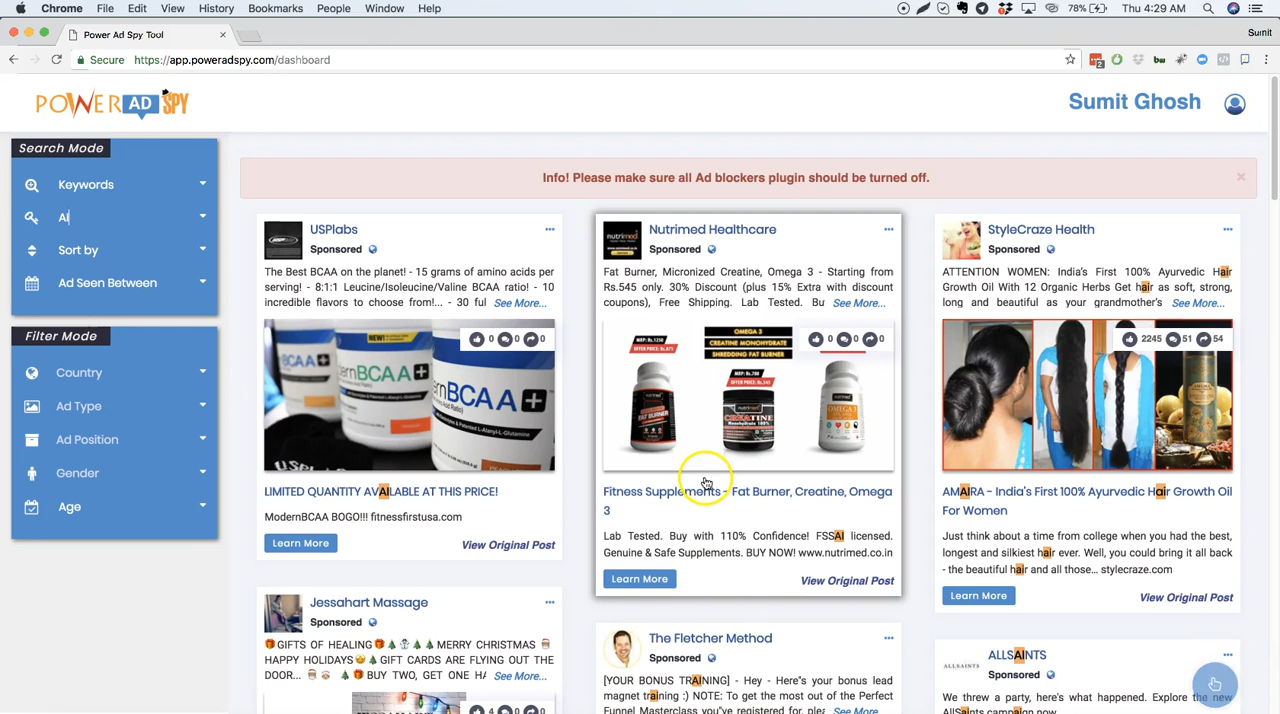 Chrome File Edit View History Bookmarks People Window Help 78% Thu 4:29 AM
Power Ad Spy Tool Sumit
Secure https://app.poweradspy.com/dashboard
POWER AD SPY
Sumit Ghosh
Search Mode
Keywords
AI
Sort by
Ad Seen Between
Filter Mode
Country
Ad Type
Ad Position
Gender
Age
Info! Please make sure all Ad blockers plugin should be turned off.
USPlabs
Sponsored
The Best BCAA on the planet! - 15 grams of amino acids per
serving! - 8:1:1 Leucine/Isoleucine/Valine BCAA ratio! - 10
incredible flavors to choose from!... - 30 ful See More...
0 0 0
LIMITED QUANTITY AVAILABLE AT THIS PRICE!
ModernBCAA BOGO!!! fitnessfirstusa.com
Learn More View Original Post
Jessahart Massage
Sponsored
GIFTS OF HEALING MERRY CHRISTMAS
HAPPY HOLIDAYS GIFT CARDS ARE FLYING OUT THE
DOOR... BUY TWO, GET ONE HA See More...
4 0 0
Nutrimed Healthcare
Sponsored
Fat Burner, Micronized Creatine, Omega 3 - Starting from
Rs.545 only. 30% Discount (plus 15% Extra with discount
coupons), Free Shipping. Lab Tested. Bu See More...
0 0 0
OMEGA 3
CREATINE MONOHYDRATE
SHREDDING FAT BURNER
Fitness Supplements - Fat Burner, Creatine, Omega
3
Lab Tested. Buy with 110% Confidence! FSSAI licensed.
Genuine & Safe Supplements. BUY NOW! www.nutrimed.co.in
Learn More View Original Post
The Fletcher Method
Sponsored
[YOUR BONUS TRAINING] - Hey - Here"s your bonus lead
magnet training :) NOTE: To get the most out of the Perfect
Funnel Masterclass you"ve registered for, plea See More...
StyleCraze Health
Sponsored
ATTENTION WOMEN: India's First 100% Ayurvedic Hair
Growth Oil With 12 Organic Herbs Get hair as soft, strong,
long and beautiful as your grandmother's See More...
2245 51 54
AMAIRA - India's First 100% Ayurvedic Hair Growth Oil
For Women
Just think about a time from college when you had the best,
longest and silkiest hair ever. Well, you could bring it all back
- the beautiful hair and all those... stylecraze.com
Learn More View Original Post
ALLSAINTS
ALLSAINTS
Sponsored
We threw a party, here's what happened. Explore the new
AllSaints campaign now.